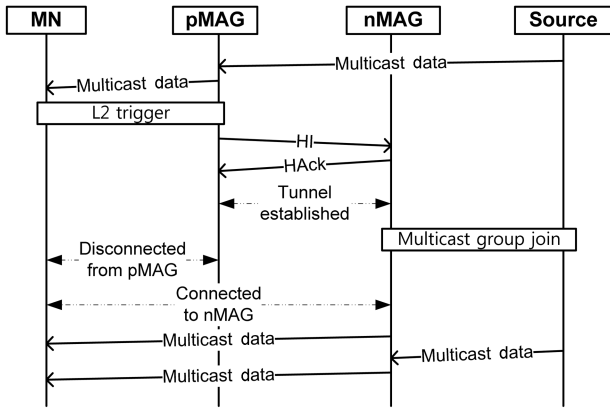 MN pMAG nMAG Source
Multicast data
Multicast data
L2 trigger
HI
HAck
Tunnel
established
Multicast group join
Disconnected
from pMAG
Connected
to nMAG
Multicast data
Multicast data
Multicast data